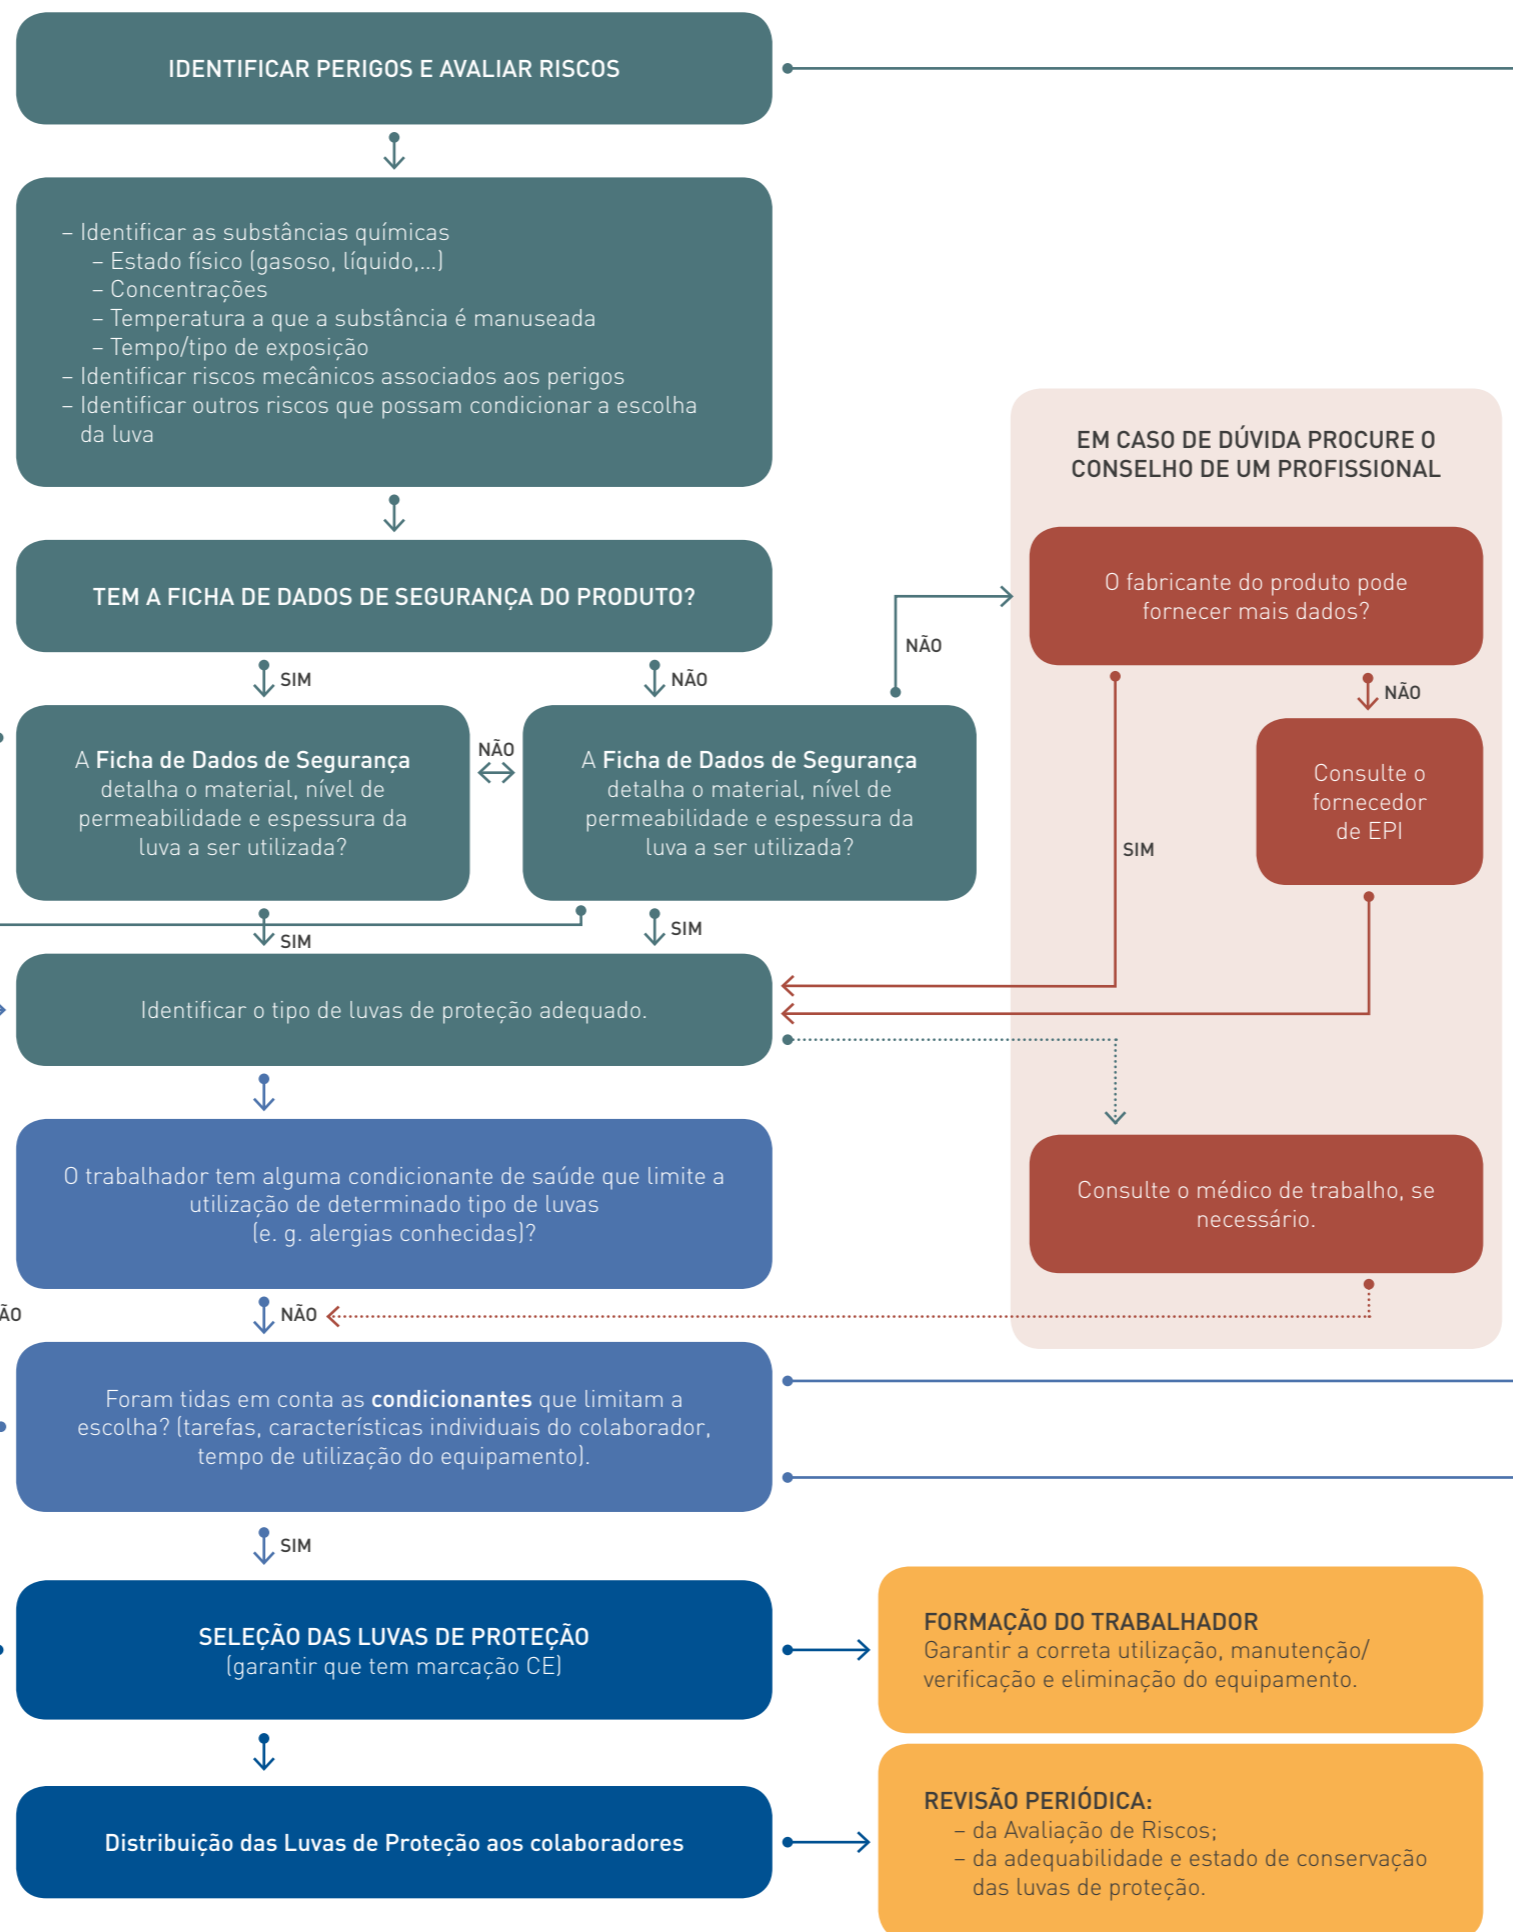 IDENTIFICAR PERIGOS E AVALIAR RISCOS
– Identificar as substâncias químicas
– Estado físico (gasoso, líquido,...)
– Concentrações
– Temperatura a que a substância é manuseada
– Tempo/tipo de exposição
– Identificar riscos mecânicos associados aos perigos
– Identificar outros riscos que possam condicionar a escolha
da luva
TEM A FICHA DE DADOS DE SEGURANÇA DO PRODUTO?
SIM
NÃO
A Ficha de Dados de Segurança
detalha o material, nível de
permeabilidade e espessura da
luva a ser utilizada?
NÃO
A Ficha de Dados de Segurança
detalha o material, nível de
permeabilidade e espessura da
luva a ser utilizada?
NÃO
SIM
SIM
EM CASO DE DÚVIDA PROCURE O
CONSELHO DE UM PROFISSIONAL
O fabricante do produto pode
fornecer mais dados?
NÃO
SIM
Consulte o
fornecedor
de EPI
Identificar o tipo de luvas de proteção adequado.
O trabalhador tem alguma condicionante de saúde que limite a
utilização de determinado tipo de luvas
(e. g. alergias conhecidas)?
Consulte o médico de trabalho, se
necessário.
ÃO
NÃO
Foram tidas em conta as condicionantes que limitam a
escolha? (tarefas, características individuais do colaborador,
tempo de utilização do equipamento).
SIM
SELEÇÃO DAS LUVAS DE PROTEÇÃO
(garantir que tem marcação CE)
FORMAÇÃO DO TRABALHADOR
Garantir a correta utilização, manutenção/
verificação e eliminação do equipamento.
Distribuição das Luvas de Proteção aos colaboradores
REVISÃO PERIÓDICA:
– da Avaliação de Riscos;
– da adequabilidade e estado de conservação
das luvas de proteção.